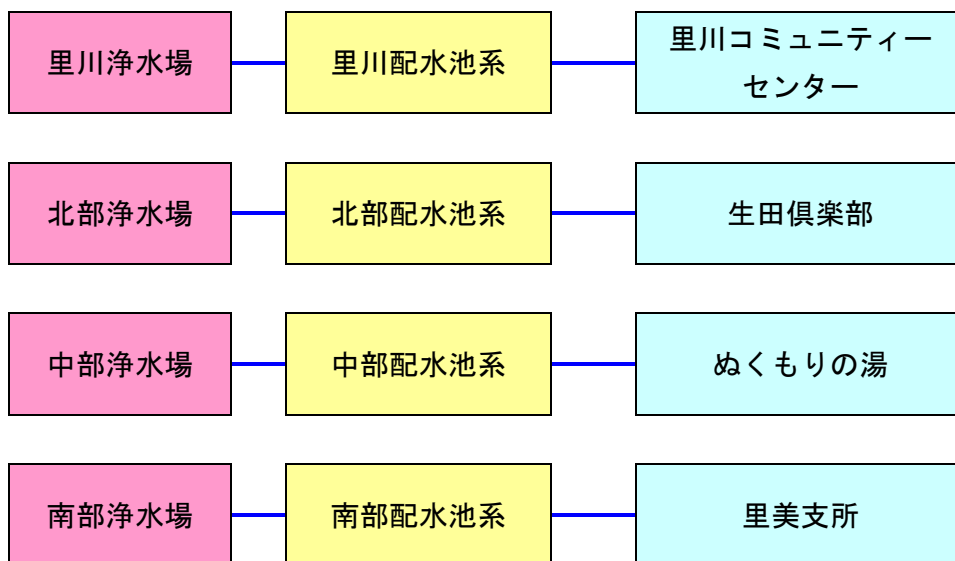 里川浄水場
里川配水池系
里川コミュニティー
センター
北部浄水場
北部配水池系
生田倶楽部
中部浄水場
中部配水池系
ぬくもりの湯
南部浄水場
南部配水池系
里美支所